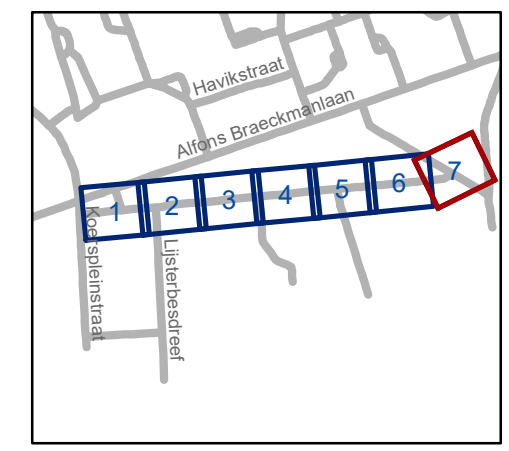 Havikstraat
Alfons Braeckmanlaan
1
2
3
4
5
6
7
Koerspleinstraat
Lijsterbesdreef